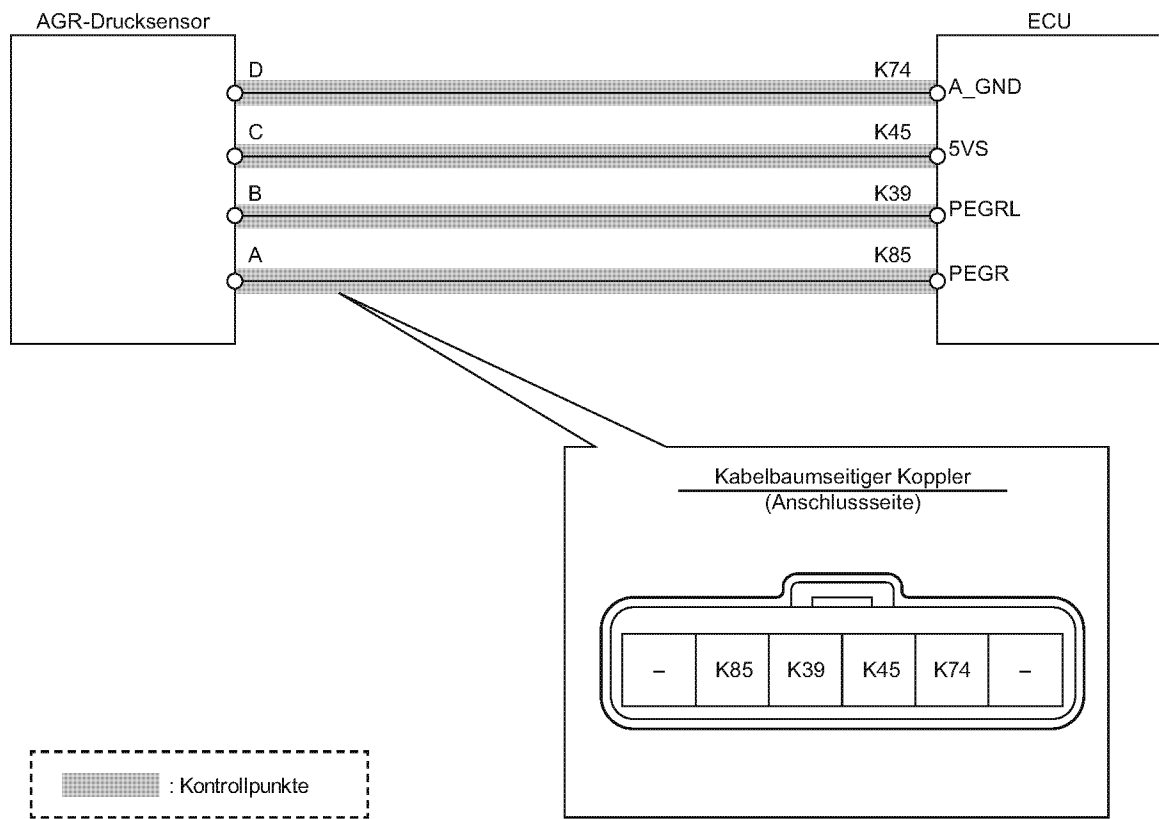 AGR-Drucksensor
ECU
D
K74
A_GND
C
K45
5VS
B
K39
PEGRL
A
K85
PEGR
Kabelbaumseitiger Koppler
(Anschlussseite)
– K85 K39 K45 K74 –
: Kontrollpunkte